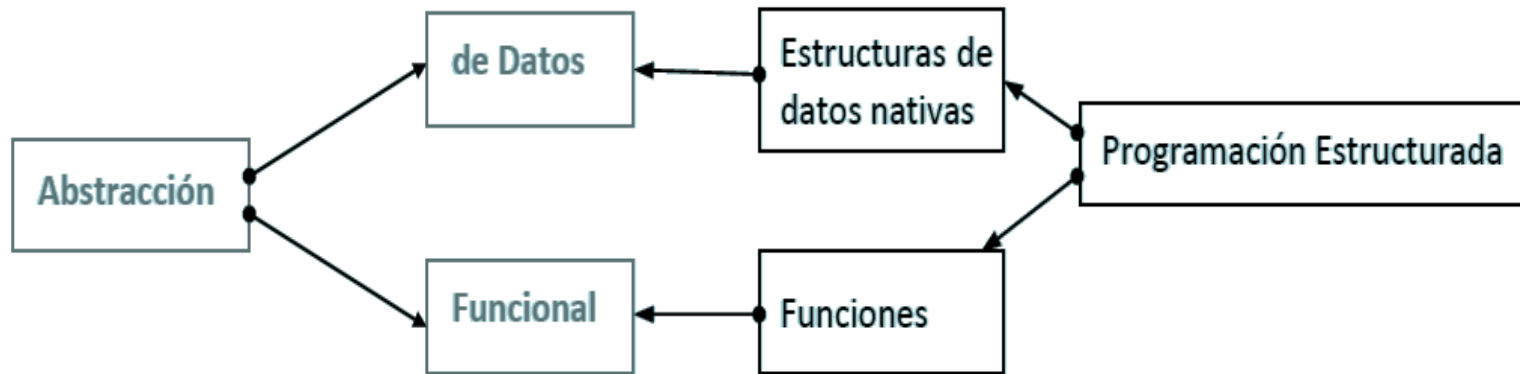 de Datos
Estructuras de
datos nativas
Programación Estructurada
Abstracción
Funcional
Funciones